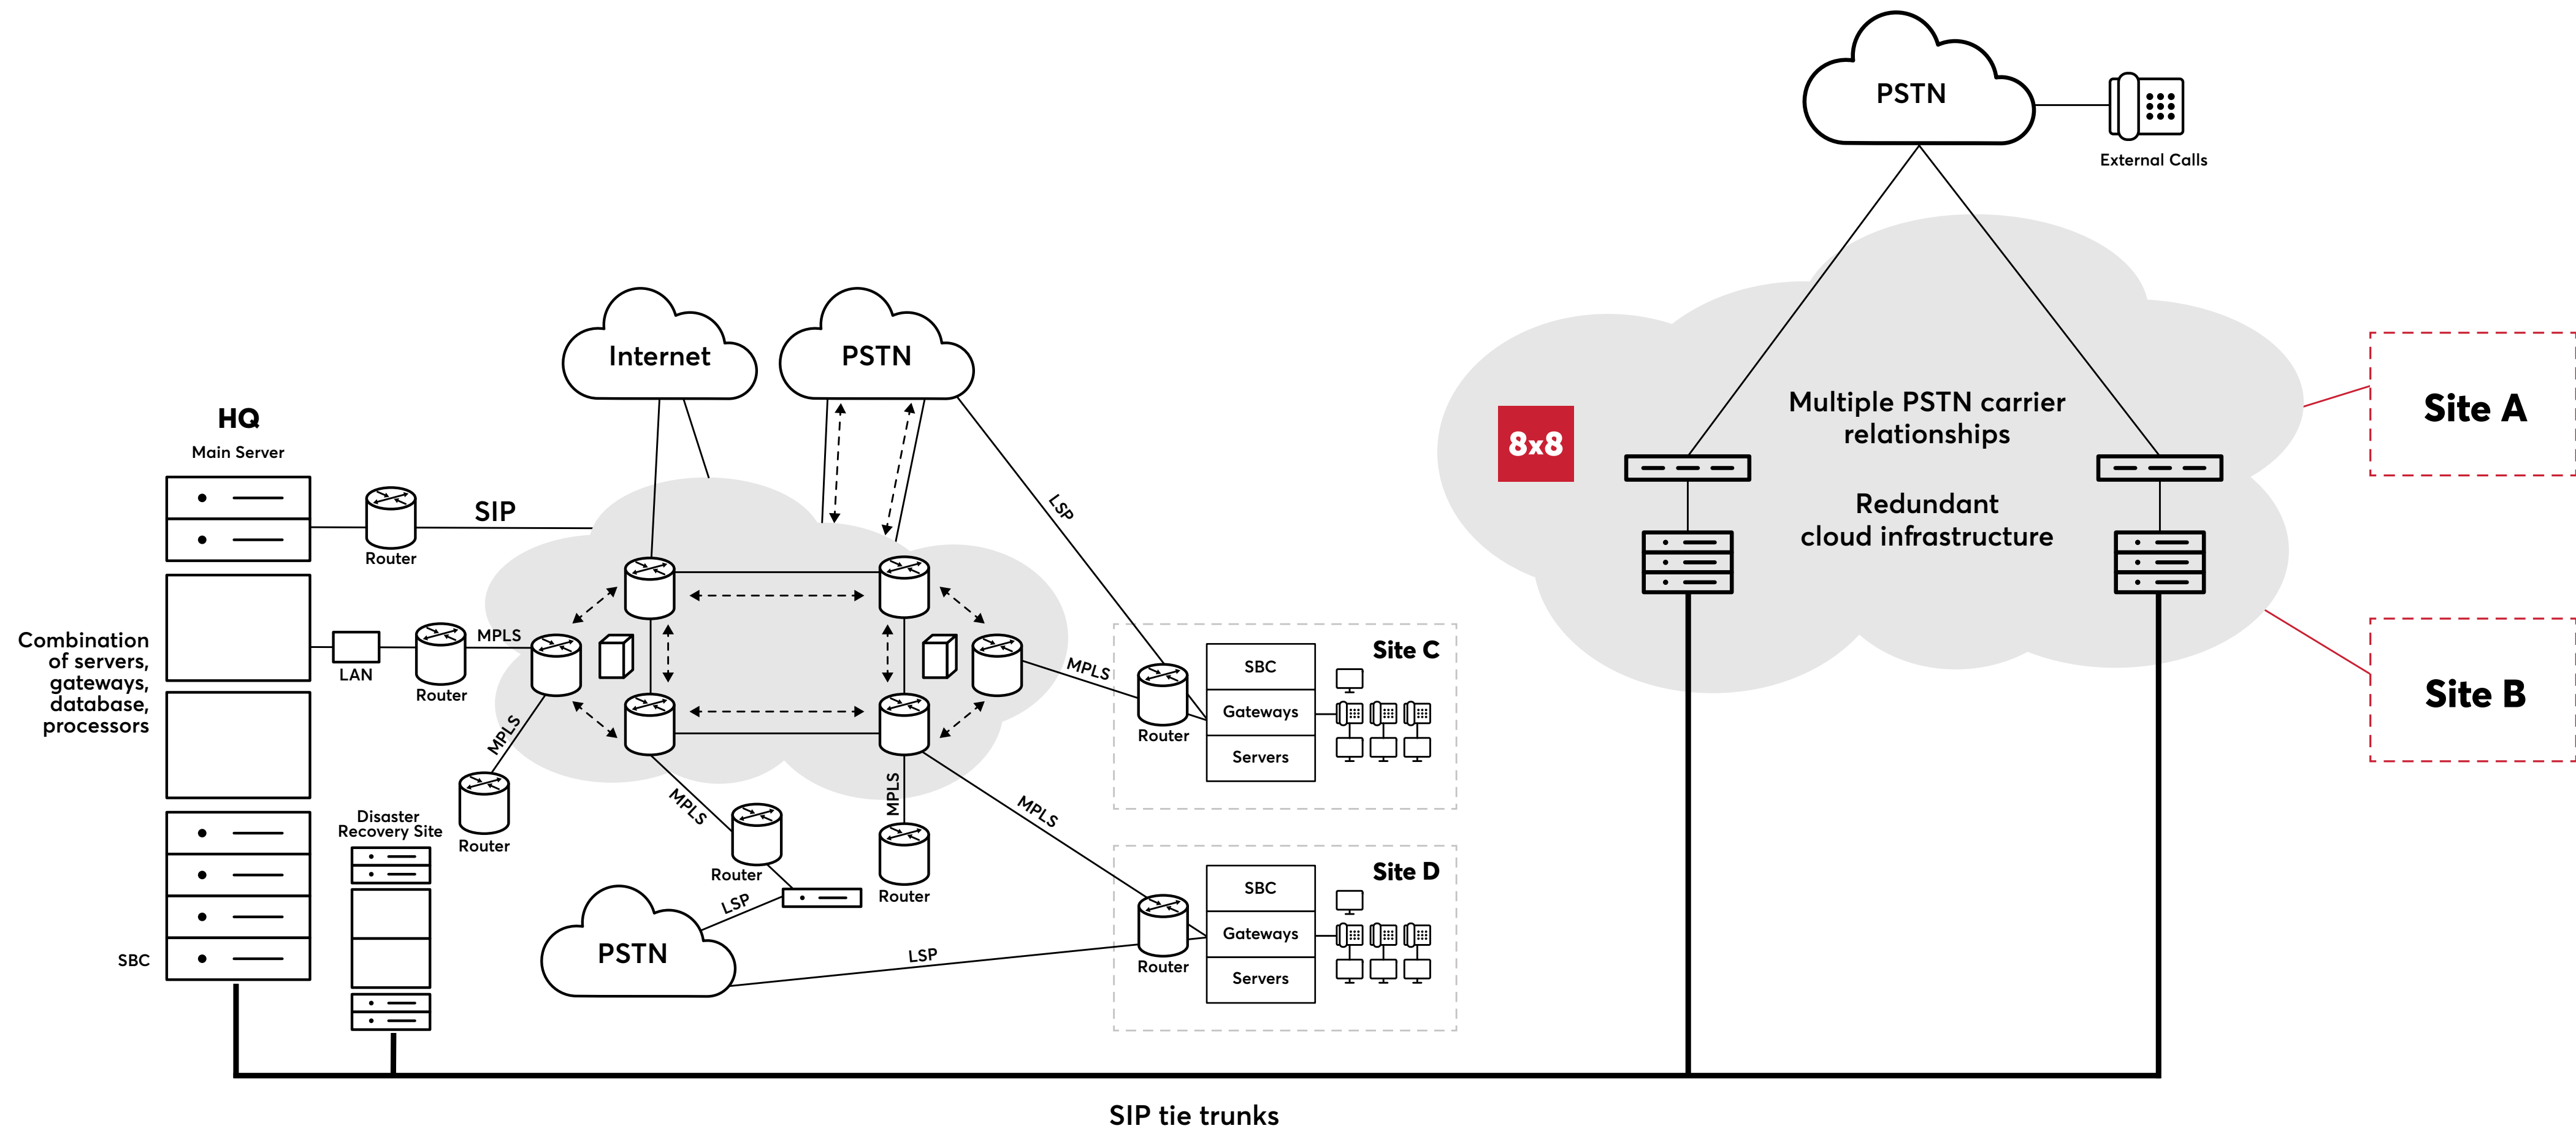 PSTN
External Calls
Internet
PSTN
HQ
Main Server
SIP
Router
LSP
8x8
Multiple PSTN carrier
relationships
Redundant
cloud infrastructure
Site A
Site B
Combination
of servers,
gateways,
database,
processors
LAN
MPLS
Router
MPLS
Router
MPLS
Site C
SBC
Gateways
Servers
Router
Disaster
Recovery Site
MPLS
Router
MPLS
Router
MPLS
LSP
PSTN
LSP
Site D
SBC
Gateways
Servers
Router
SBC
SIP tie trunks